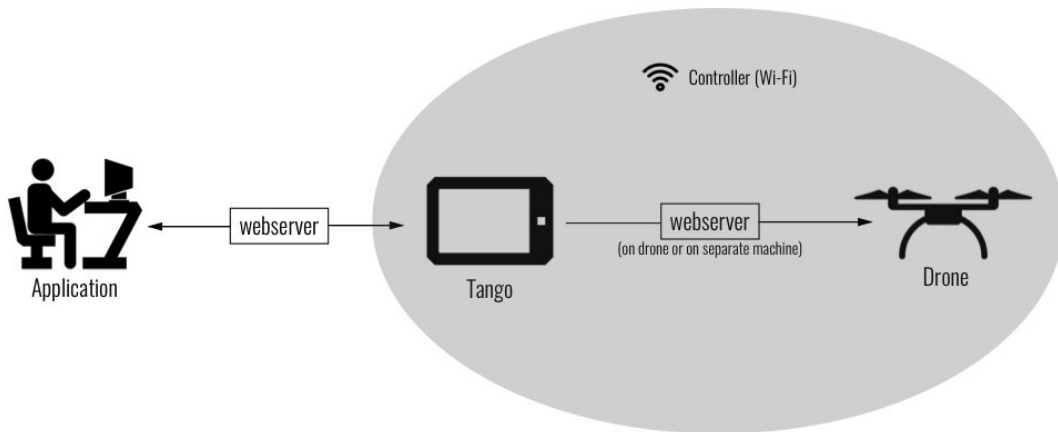 Controller (Wi-Fi)
webserver
webserver
(on drone or on separate machine)
Application
Tango
Drone